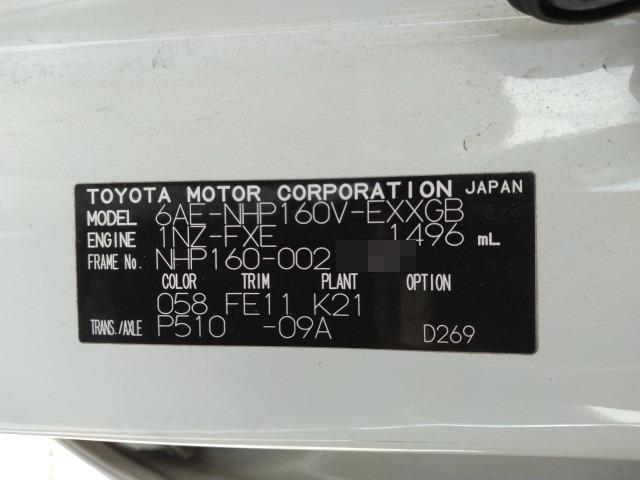 TOYOTA MOTOR CORPORATION JAPAN
MODEL 6AE-NHP160V-EXXGB
ENGINE 1NZ-FXE 1496 mL
FRAME No. NHP160-002
COLOR TRIM PLANT OPTION
058 FE11 K21
TRANS./AXLE P510 -09A D269